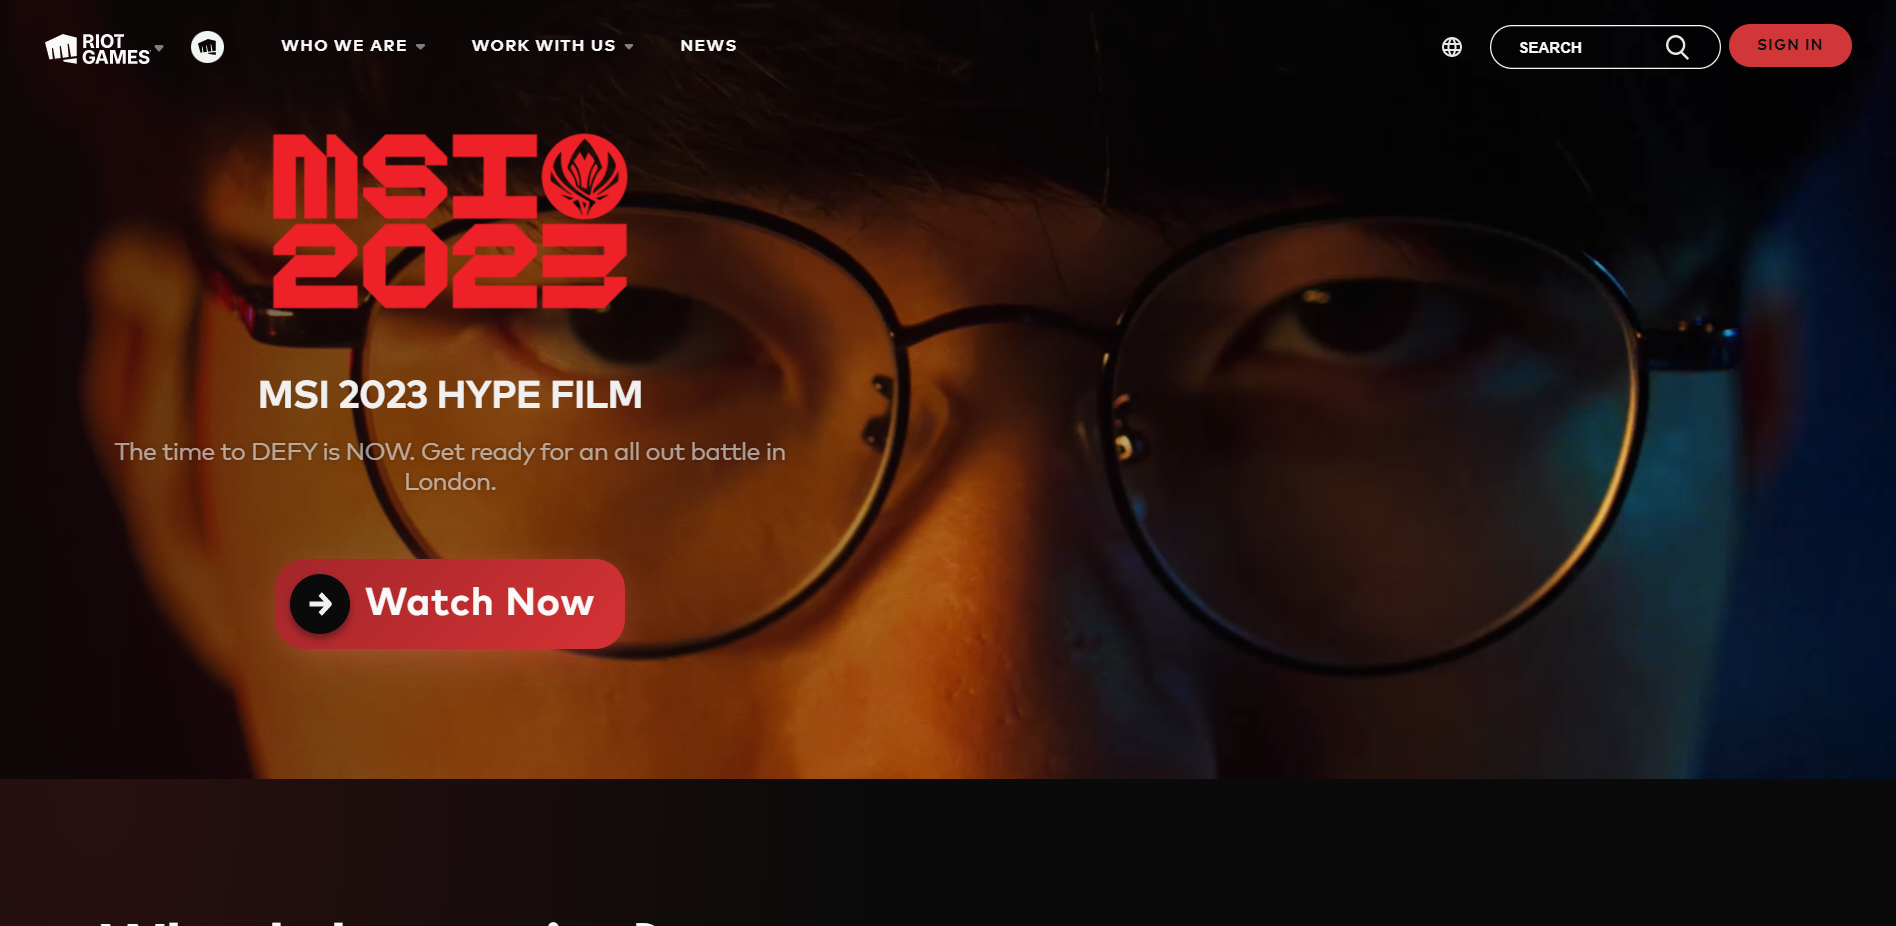 RIOT GAMES
WHO WE ARE
WORK WITH US
NEWS
SEARCH
SIGN IN
MSI
2023
MSI 2023 HYPE FILM
The time to DEFY is NOW. Get ready for an all out battle in
London.
Watch Now